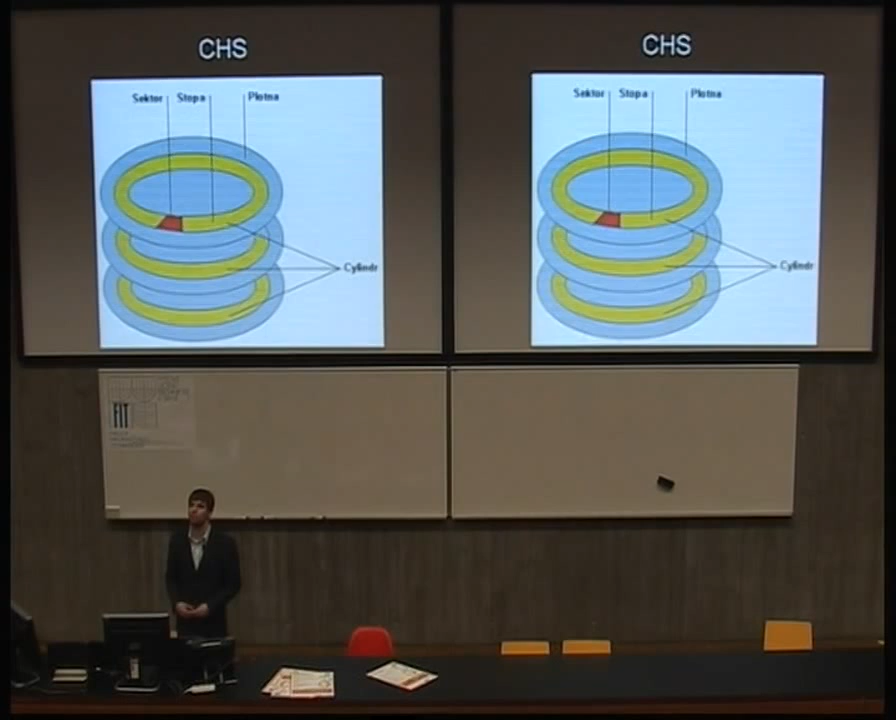 CHS
Sektor Stopa Plotna
Cylindr
CHS
Sektor Stopa Plotna
Cylindr
FIT